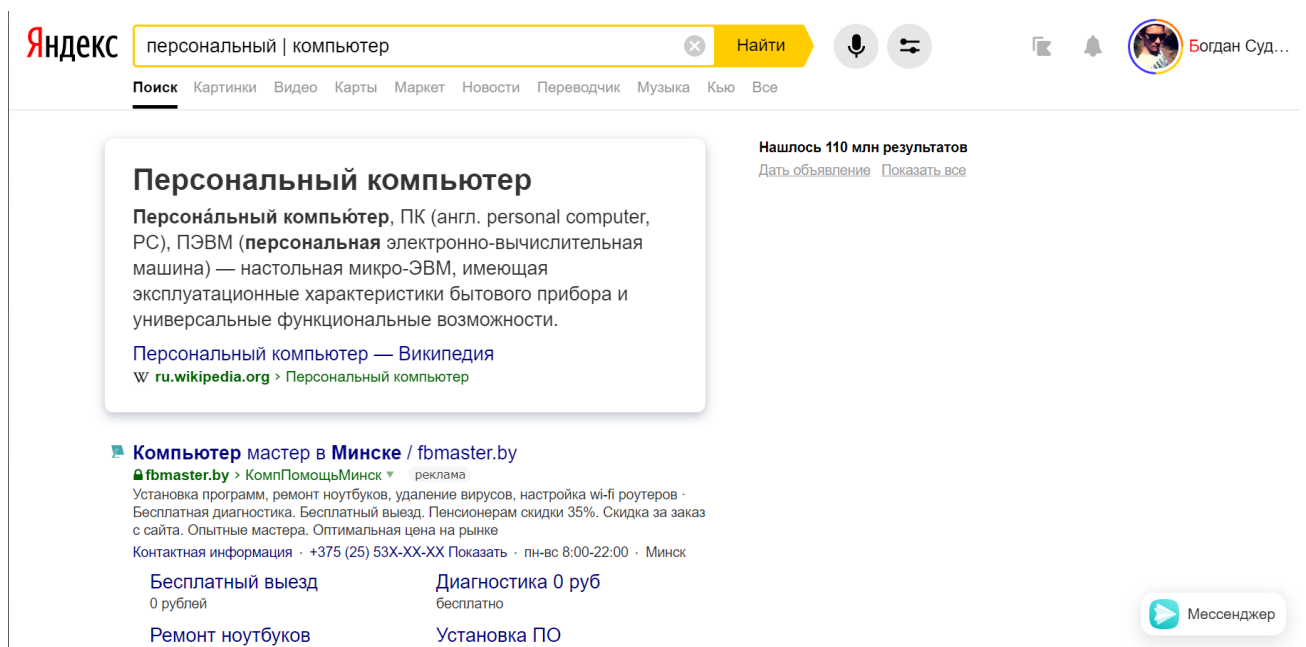 Яндекс персональный | компьютер Найти Богдан Суд...
Поиск Картинки Видео Карты Маркет Новости Переводчик Музыка Кью Все
Нашлось 110 млн результатов
Дать объявление Показать все
Персональный компьютер
Персона́льный компью́тер, ПК (англ. personal computer,
PC), ПЭВМ (персональная электронно-вычислительная
машина) — настольная микро-ЭВМ, имеющая
эксплуатационные характеристики бытового прибора и
универсальные функциональные возможности.
Персональный компьютер — Википедия
W ru.wikipedia.org › Персональный компьютер
Компьютер мастер в Минске / fbmaster.by
fbmaster.by › КомпПомощьМинск реклама
Установка программ, ремонт ноутбуков, удаление вирусов, настройка wi-fi роутеров ·
Бесплатная диагностика. Бесплатный выезд. Пенсионерам скидки 35%. Скидка за заказ
с сайта. Опытные мастера. Оптимальная цена на рынке
Контактная информация · +375 (25) 53X-XX-XX Показать · пн-вс 8:00-22:00 · Минск
Бесплатный выезд Диагностика 0 руб
0 рублей бесплатно
Ремонт ноутбуков Установка ПО
Мессенджер